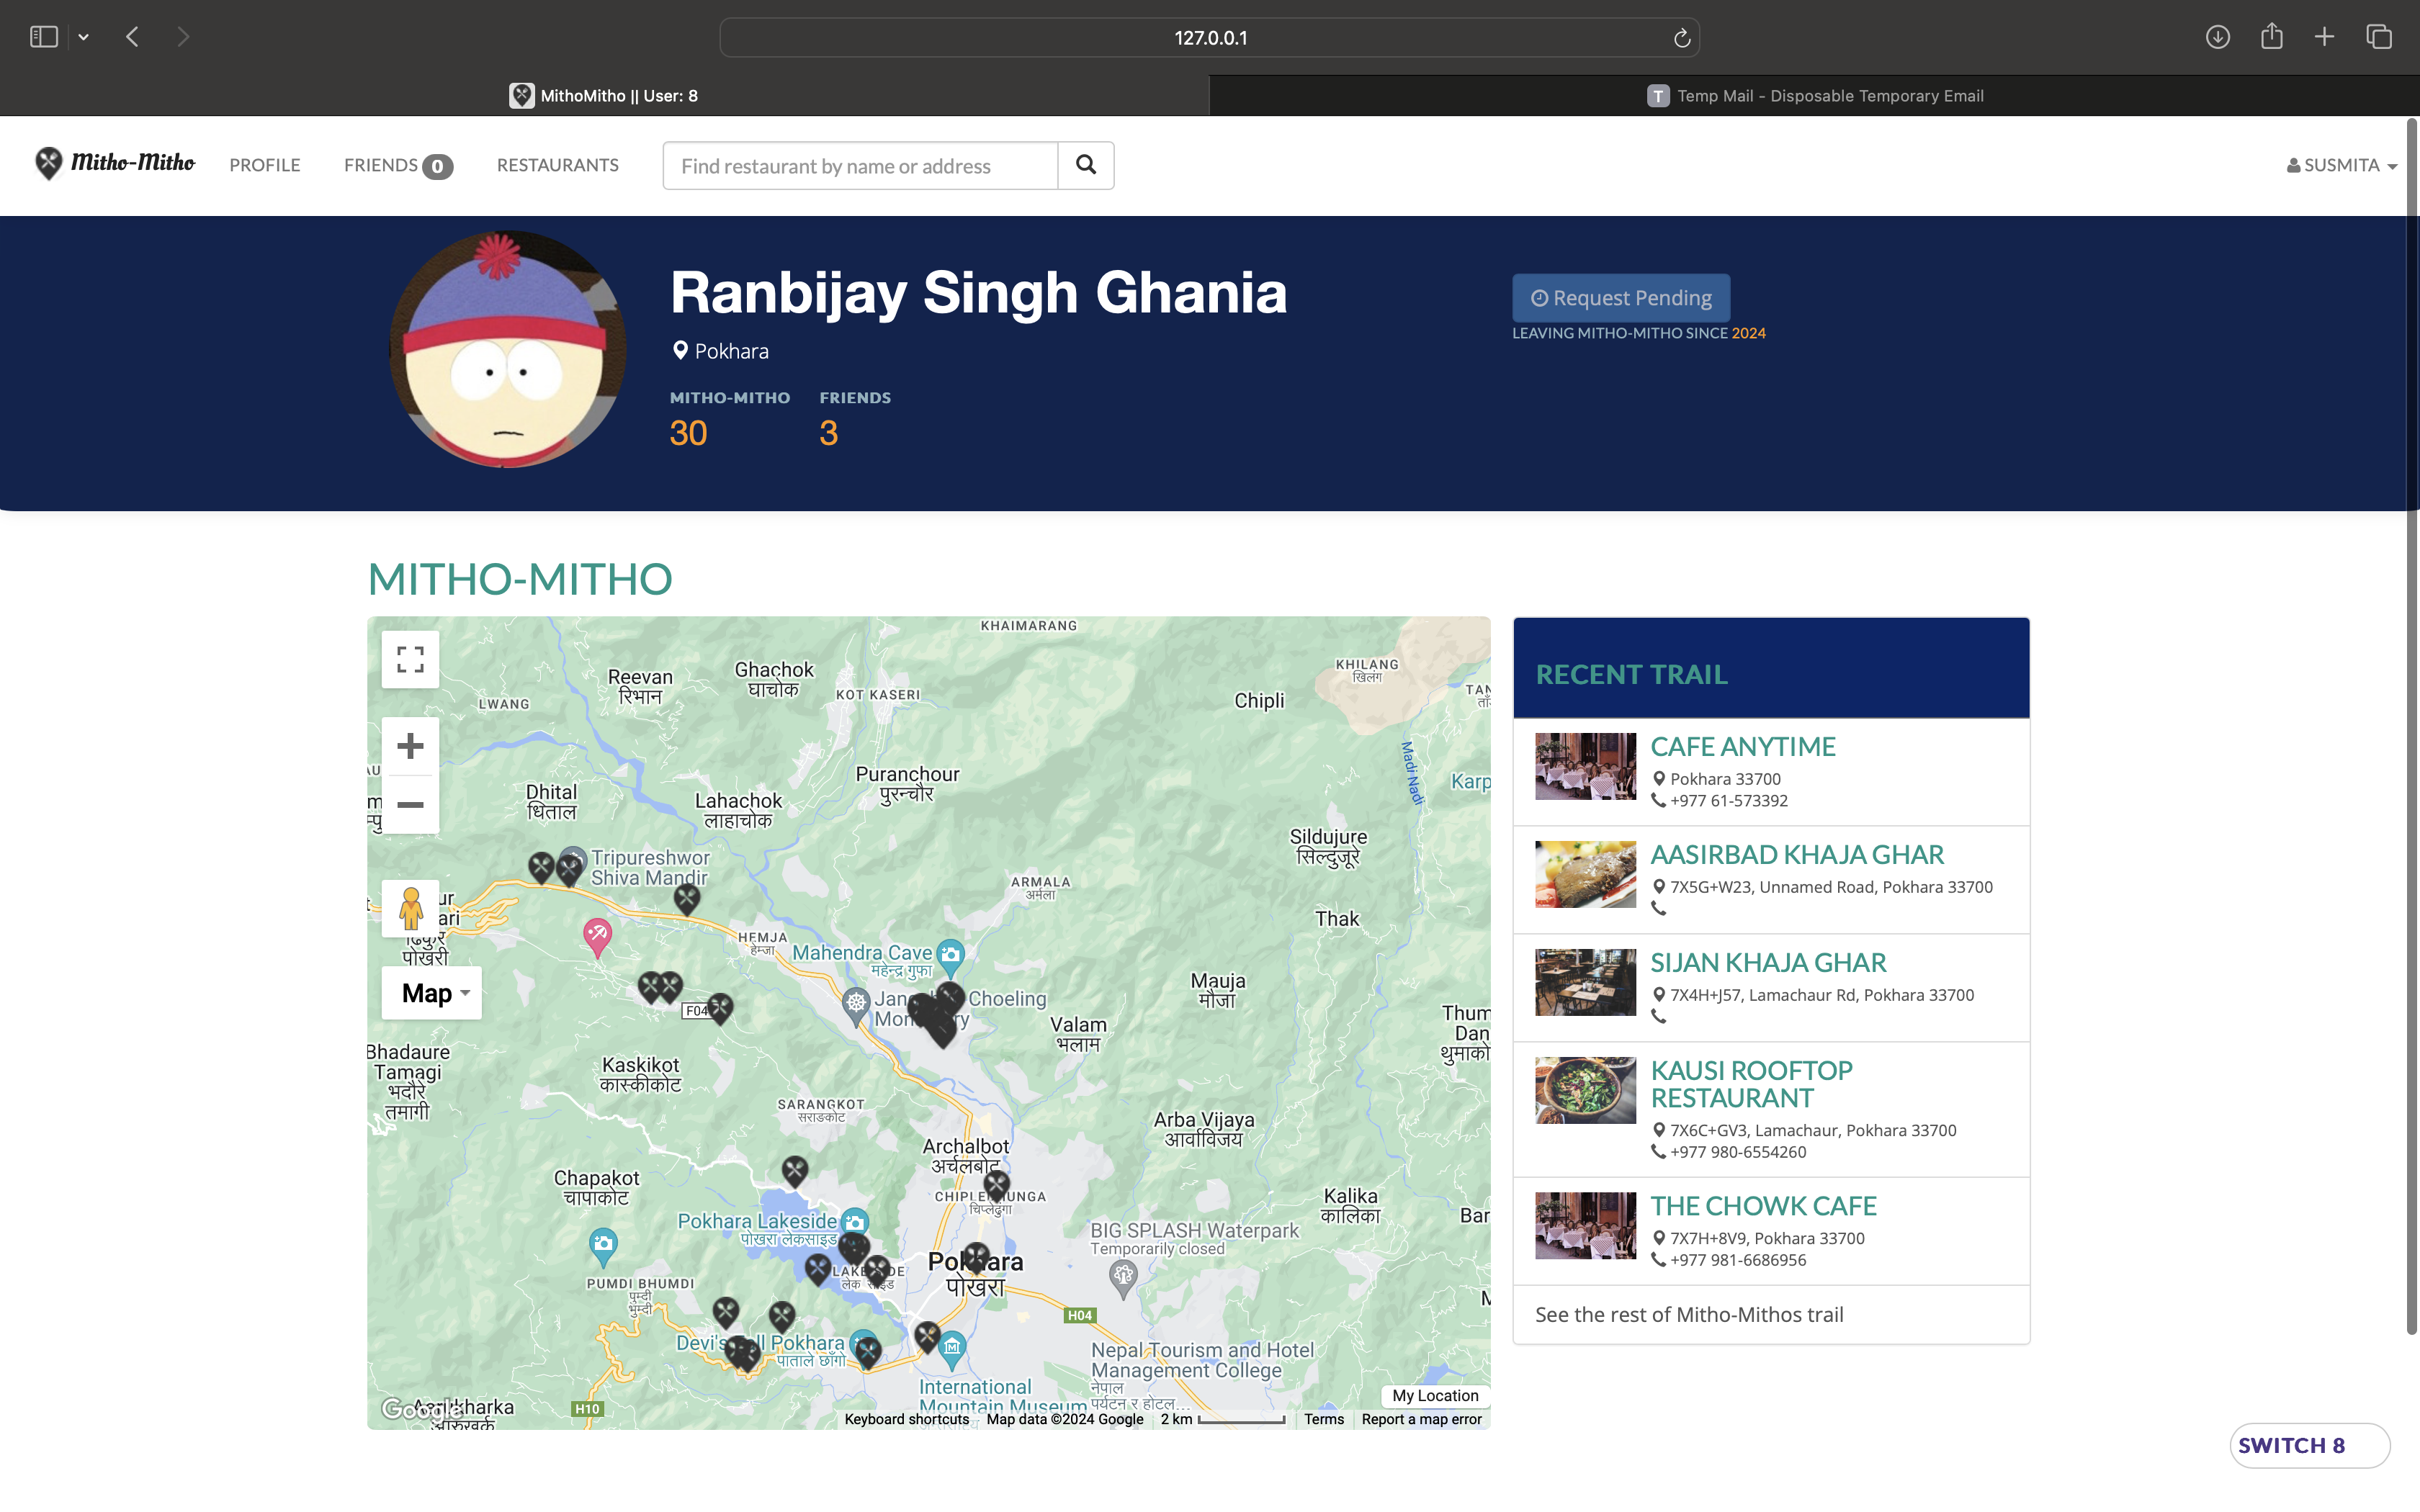 127.0.0.1
MithoMitho || User: 8
T Temp Mail - Disposable Temporary Email
Mitho-Mitho
PROFILE
FRIENDS 0
RESTAURANTS
Find restaurant by name or address
SUSMITA
Ranbijay Singh Ghania
Request Pending
LEAVING MITHO-MITHO SINCE 2024
Pokhara
MITHO-MITHO FRIENDS
30 3
MITHO-MITHO
KHAIMARANG
Reevan
रिभान
Ghachok
घाचोक
KOT KASERI
KHILANG
खिलंग
LWANG
Chipli
Madi Nadi
Karp
Puranchour
पुरन्चौर
Dhital
धिताल
Lahachok
लाहाचोक
Sildujure
सिल्दुजूरे
Tripureshwor
Shiva Mandir
ARMALA
अर्मला
Thak
पोखरी
HEMJA
हेम्जा
Mahendra Cave
महेन्द्र गुफा
Mauja
मौजा
Map
F04
Choeling
Valam
भलाम
Thum
Dan
थुमाको
Bhadaure
Tamagi
भदौरे
तमागी
Kaskikot
कास्कीकोट
SARANGKOT
सराङकोट
Arba Vijaya
आर्वाविजय
Archalbot
अर्चलबोट
Chapakot
चापाकोट
चिप्लेढुंगा
Kalika
कालिका
Bar
Pokhara Lakeside
पोखरा लेकसाइड
BIG SPLASH Waterpark
Temporarily closed
पोखरा
PUMDI BHUMDI
पुम्दी
भुम्दी
H04
पाताले छाँगो
Nepal Tourism and Hotel
Management College
नेपाल
पर्यटन र होटल...
International
Mountain Museum
H10
Google
My Location
Keyboard shortcuts Map data ©2024 Google 2 km Terms Report a map error
RECENT TRAIL
CAFE ANYTIME
Pokhara 33700
+977 61-573392
AASIRBAD KHAJA GHAR
7X5G+W23, Unnamed Road, Pokhara 33700
SIJAN KHAJA GHAR
7X4H+J57, Lamachaur Rd, Pokhara 33700
KAUSI ROOFTOP
RESTAURANT
7X6C+GV3, Lamachaur, Pokhara 33700
+977 980-6554260
THE CHOWK CAFE
7X7H+8V9, Pokhara 33700
+977 981-6686956
See the rest of Mitho-Mithos trail
SWITCH 8